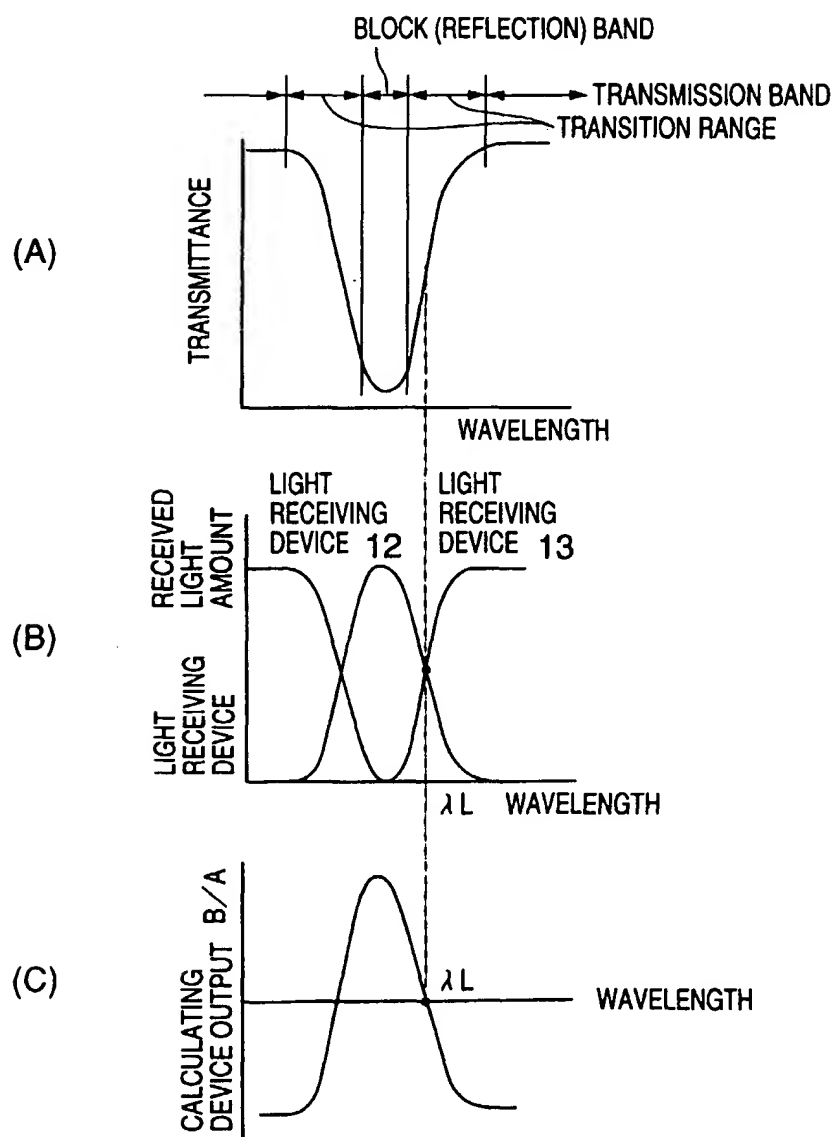 BLOCK (REFLECTION) BAND
TRANSMISSION BAND
TRANSITION RANGE
(A)
TRANSMITTANCE
WAVELENGTH
(B)
RECEIVED
LIGHT
AMOUNT
LIGHT
RECEIVING
DEVICE
LIGHT
RECEIVING
DEVICE 12
LIGHT
RECEIVING
DEVICE 13
λL
WAVELENGTH
(C)
CALCULATING
DEVICE OUTPUT B/A
λL
WAVELENGTH